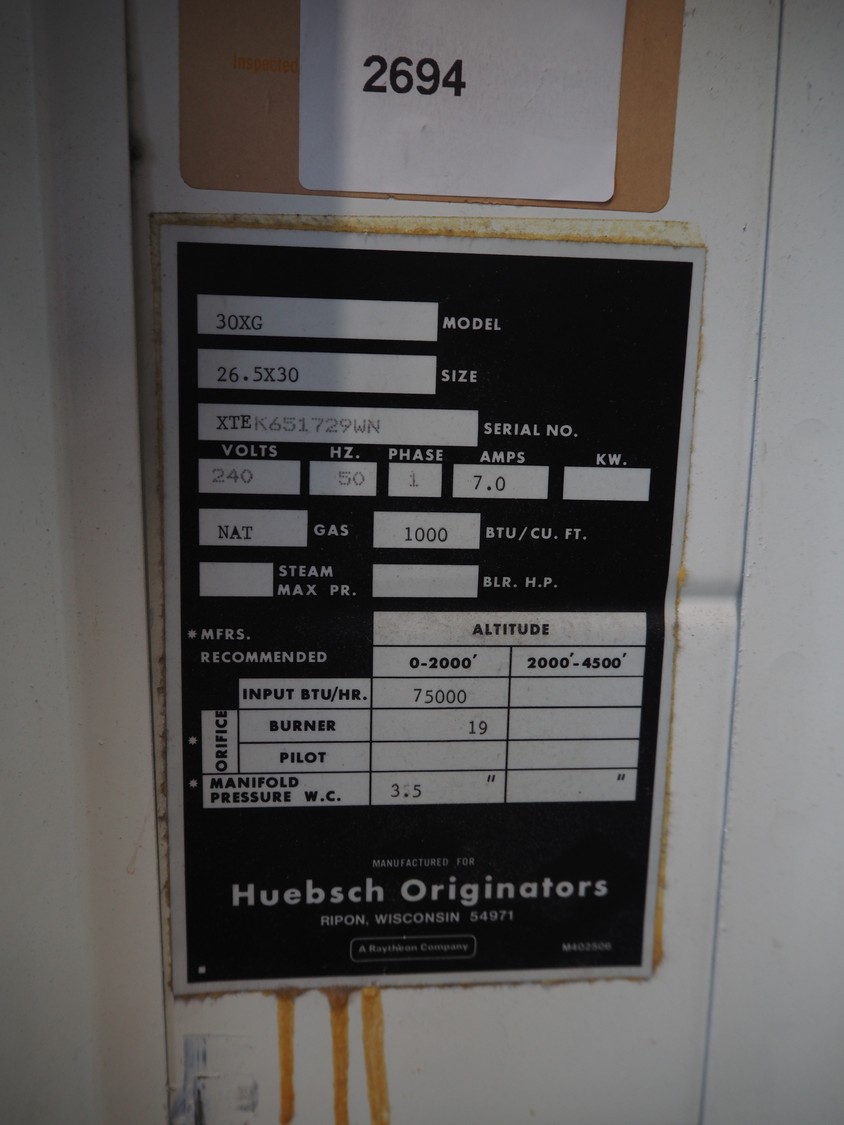 Inspected
2694
30XG MODEL
26.5X30 SIZE
XTEK651729WN SERIAL NO.
VOLTS HZ. PHASE AMPS KW.
240 50 1 7.0
NAT GAS 1000 BTU/CU. FT.
STEAM
MAX PR. BLR. H.P.
*MFRS.
RECOMMENDED
ALTITUDE
0-2000′ 2000′-4500′
INPUT BTU/HR. 75000
* ORIFICE
BURNER 19
PILOT
* MANIFOLD
PRESSURE W.C. 3.5 " "
MANUFACTURED FOR
Huebsch Originators
RIPON, WISCONSIN 54971
A Raytheon Company
M402506